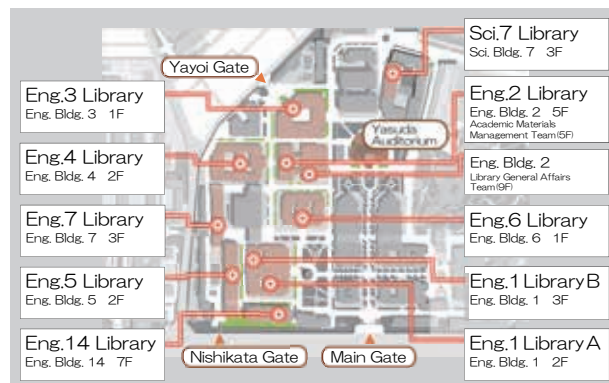 Sci.7 Library
Sci. Bldg. 7 3F
Yayoi Gate
Eng.3 Library
Eng. Bldg. 3 1F
Eng.2 Library
Eng. Bldg. 2 5F
Academic Materials
Management Team(5F)
Yasuda
Auditorium
Eng.4 Library
Eng. Bldg. 4 2F
Eng. Bldg. 2
Library General Affairs
Team(9F)
Eng.7 Library
Eng. Bldg. 7 3F
Eng.6 Library
Eng. Bldg. 6 1F
Eng.5 Library
Eng. Bldg. 5 2F
Eng.1 Library B
Eng. Bldg. 1 3F
Eng.14 Library
Eng. Bldg. 14 7F
Nishikata Gate
Main Gate
Eng.1 Library A
Eng. Bldg. 1 2F